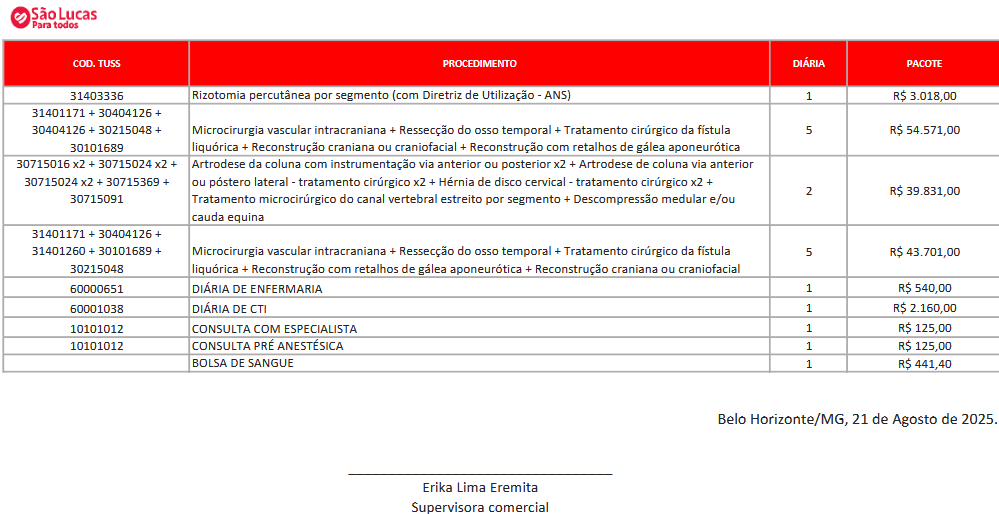 São Lucas
Para todos
COD. TUSS PROCEDIMENTO DIÁRIA PACOTE
31403336 Rizotomia percutânea por segmento (com Diretriz de Utilização - ANS) 1 R$ 3.018,00
31401171 + 30404126 +
30404126 + 30215048 +
30101689
Microcirurgia vascular intracraniana + Ressecção do osso temporal + Tratamento cirúrgico da fístula
liquórica + Reconstrução craniana ou craniofacial + Reconstrução com retalhos de gálea aponeurótica
5 R$ 54.571,00
30715016 x2 + 30715024 x2 +
30715024 x2 + 30715369 +
30715091
Artrodese da coluna com instrumentação via anterior ou posterior x2 + Artrodese de coluna via anterior
ou póstero lateral - tratamento cirúrgico x2 + Hérnia de disco cervical - tratamento cirúrgico x2 +
Tratamento microcirúrgico do canal vertebral estreito por segmento + Descompressão medular e/ou
cauda equina
2 R$ 39.831,00
31401171 + 30404126 +
31401260 + 30101689 +
30215048
Microcirurgia vascular intracraniana + Ressecção do osso temporal + Tratamento cirúrgico da fístula
liquórica + Reconstrução com retalhos de gálea aponeurótica + Reconstrução craniana ou craniofacial
5 R$ 43.701,00
60000651 DIÁRIA DE ENFERMARIA 1 R$ 540,00
60001038 DIÁRIA DE CTI 1 R$ 2.160,00
10101012 CONSULTA COM ESPECIALISTA 1 R$ 125,00
10101012 CONSULTA PRÉ ANESTÉSICA 1 R$ 125,00
BOLSA DE SANGUE 1 R$ 441,40
Belo Horizonte/MG, 21 de Agosto de 2025.
Erika Lima Eremita
Supervisora comercial